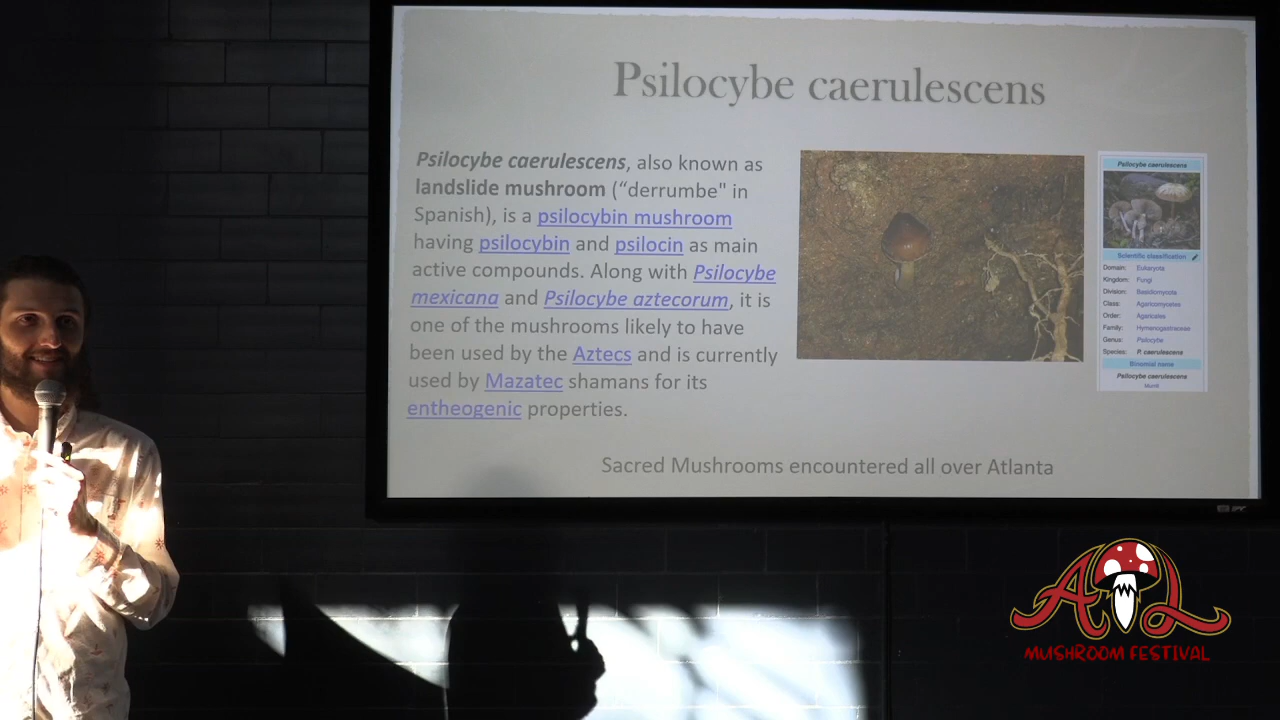 Psilocybe caerulescens
Psilocybe caerulescens, also known as
landslide mushroom (“derrumbe" in
Spanish), is a psilocybin mushroom
having psilocybin and psilocin as main
active compounds. Along with Psilocybe
mexicana and Psilocybe aztecorum, it is
one of the mushrooms likely to have
been used by the Aztecs and is currently
used by Mazatec shamans for its
entheogenic properties.
Psilocybe caerulescens
Scientific classification
Domain: Eukaryota
Kingdom: Fungi
Division: Basidiomycota
Class: Agaricomycetes
Order: Agaricales
Family: Hymenogastraceae
Genus: Psilocybe
Species: P. caerulescens
Binomial name
Psilocybe caerulescens
Murrill
Sacred Mushrooms encountered all over Atlanta
ATL
MUSHROOM FESTIVAL